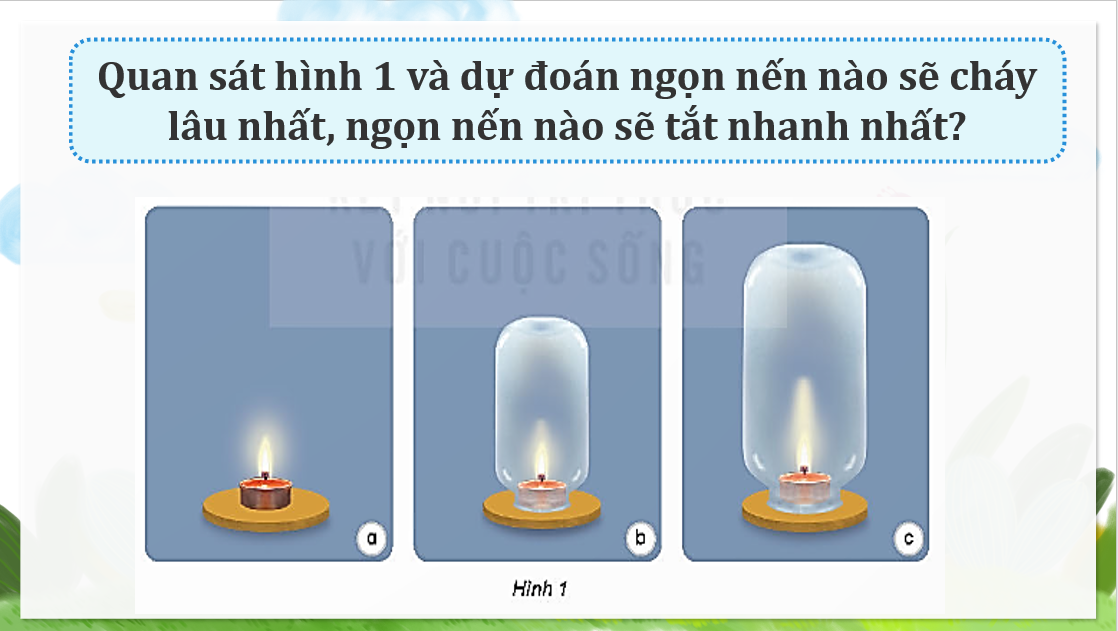 Quan sát hình 1 và dự đoán ngọn nến nào sẽ cháy
lâu nhất, ngọn nến nào sẽ tắt nhanh nhất?
VỚI CUỘC SỐNG
a
b
c
Hình 1